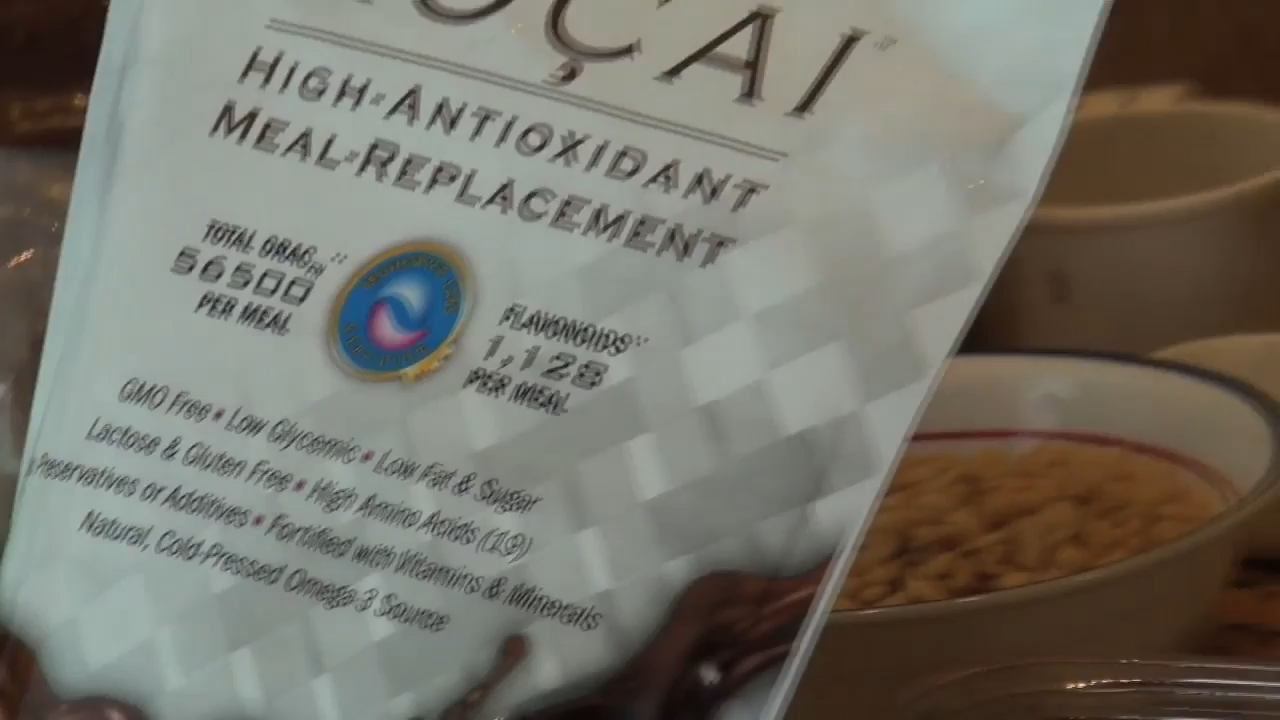 OÇAI
HIGH-ANTIOXIDANT
MEAL-REPLACEMENT
TOTAL ORAC
56500
PER MEAL
FLAVONOIDS
1,128
PER MEAL
GMO Free • Low Glycemic • Low Fat & Sugar
Lactose & Gluten Free • High Amino Acids (19)
Preservatives or Additives • Fortified with Vitamins & Minerals
Natural, Cold-Pressed Omega-3 Source